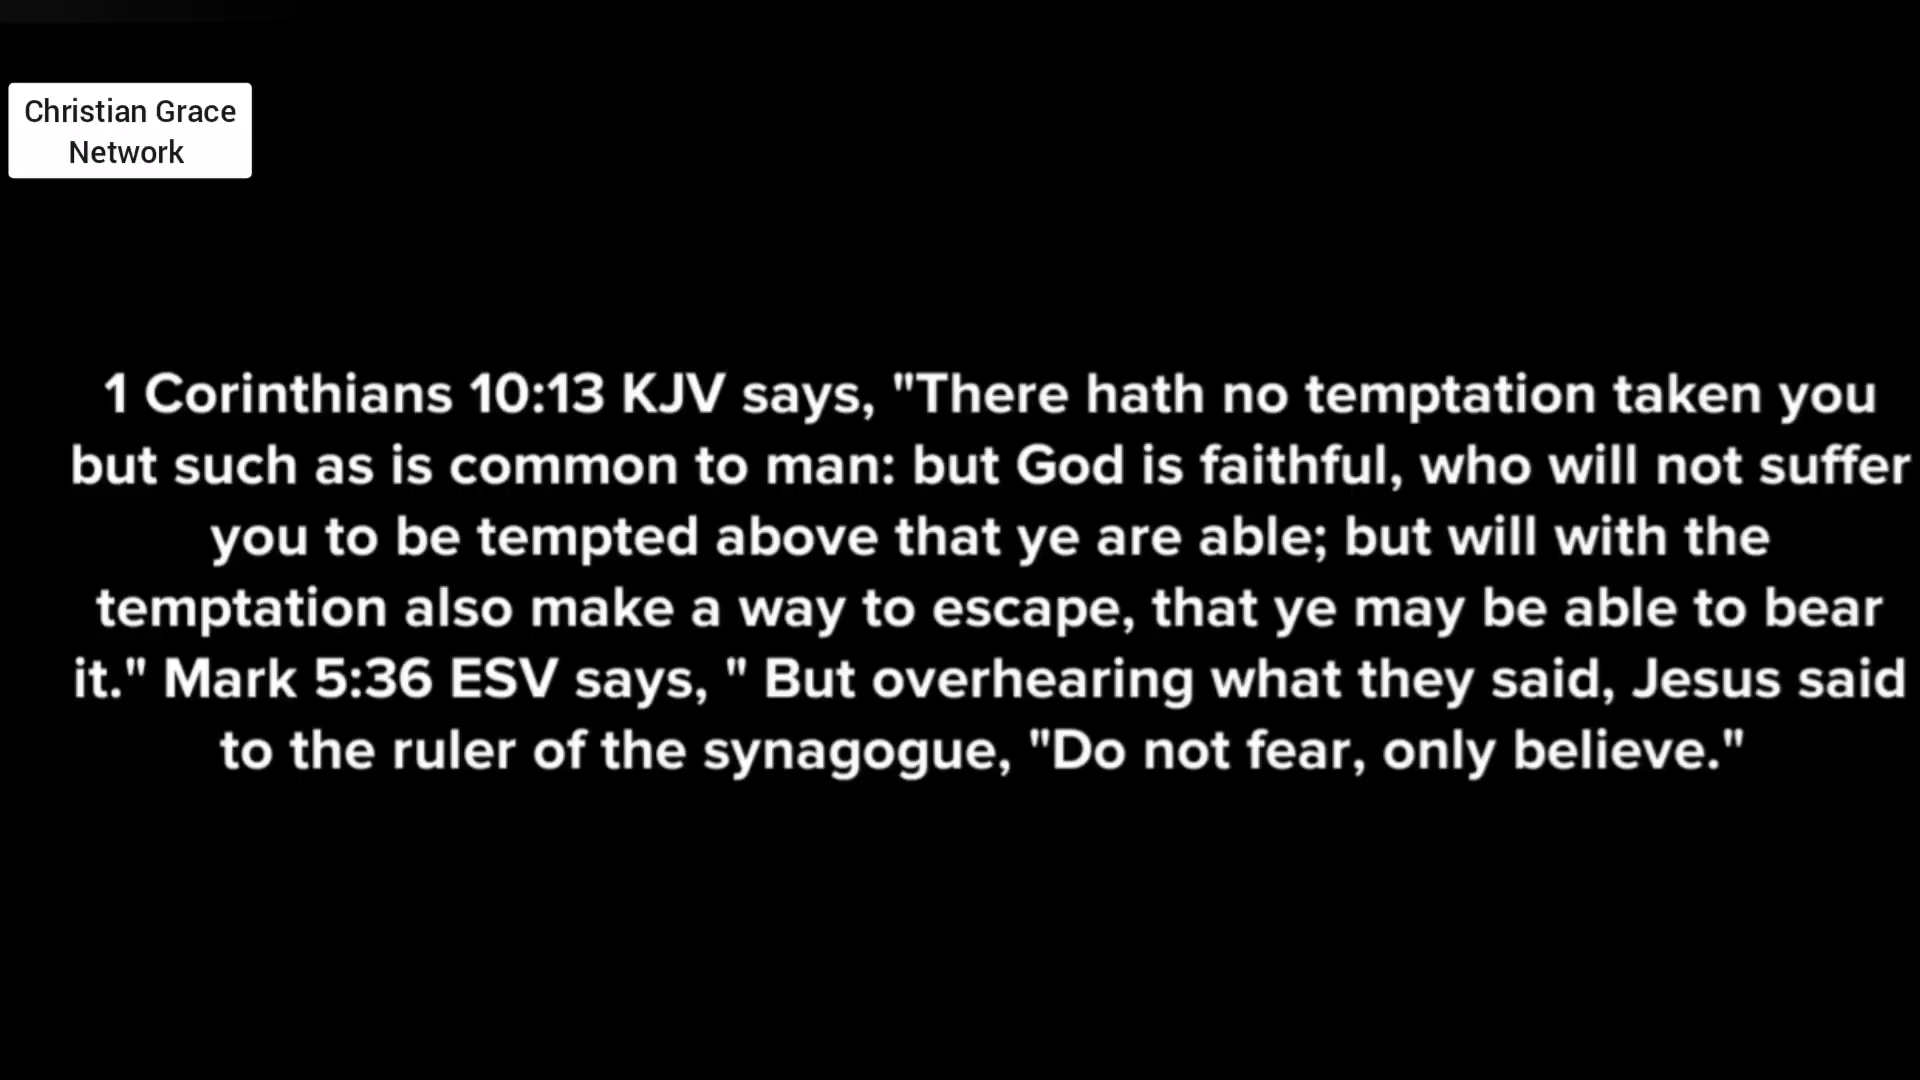 Christian Grace
Network
1 Corinthians 10:13 KJV says, "There hath no temptation taken you
but such as is common to man: but God is faithful, who will not suffer
you to be tempted above that ye are able; but will with the
temptation also make a way to escape, that ye may be able to bear
it." Mark 5:36 ESV says, " But overhearing what they said, Jesus said
to the ruler of the synagogue, "Do not fear, only believe."